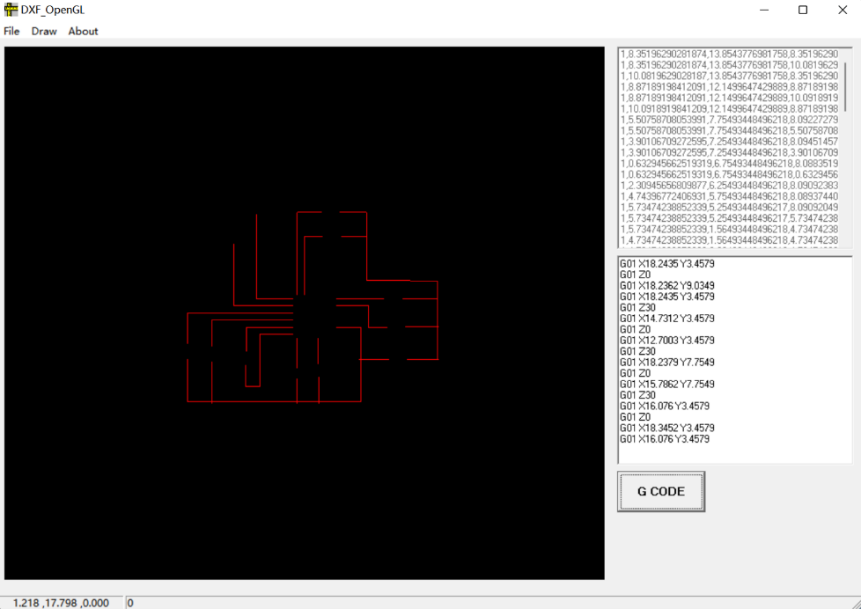 DXF_OpenGL
File Draw About
1,8.35196290281874,13.8543776981758,8.35196290
1,8.35196290281874,13.8543776981758,10.0819629
1,10.0819629028187,13.8543776981758,8.35196290
1,8.87189198412091,12.1499647429889,8.87189198
1,8.87189198412091,12.1499647429889,10.0918919
1,10.0918919841209,12.1499647429889,8.87189198
1,5.50758708053991,7.75493448496218,8.09227279
1,5.50758708053991,7.75493448496218,5.50758708
1,3.90106709272595,7.25493448496218,8.09451457
1,3.90106709272595,7.25493448496218,3.90106709
1,0.632945662519319,6.75493448496218,8.0883519
1,0.632945662519319,6.75493448496218,0.6329456
1,2.30945656809877,6.25493448496218,8.09092383
1,4.74396772406931,5.75493448496218,8.08937440
1,5.73474238852339,5.25493448496217,8.09092049
1,5.73474238852339,5.25493448496217,5.73474238
1,5.73474238852339,1.56493448496218,4.73474238
1,4.73474238852339,1.56493448496218,4.73474238
G01 X18.2435 Y3.4579
G01 Z0
G01 X18.2362 Y9.0349
G01 X18.2435 Y3.4579
G01 Z30
G01 X14.7312 Y3.4579
G01 Z0
G01 X12.7003 Y3.4579
G01 Z30
G01 X18.2379 Y7.7549
G01 Z0
G01 X15.7862 Y7.7549
G01 Z30
G01 X16.076 Y3.4579
G01 Z0
G01 X18.3452 Y3.4579
G01 X16.076 Y3.4579
G CODE
1.218 ,17.798 ,0.000 0